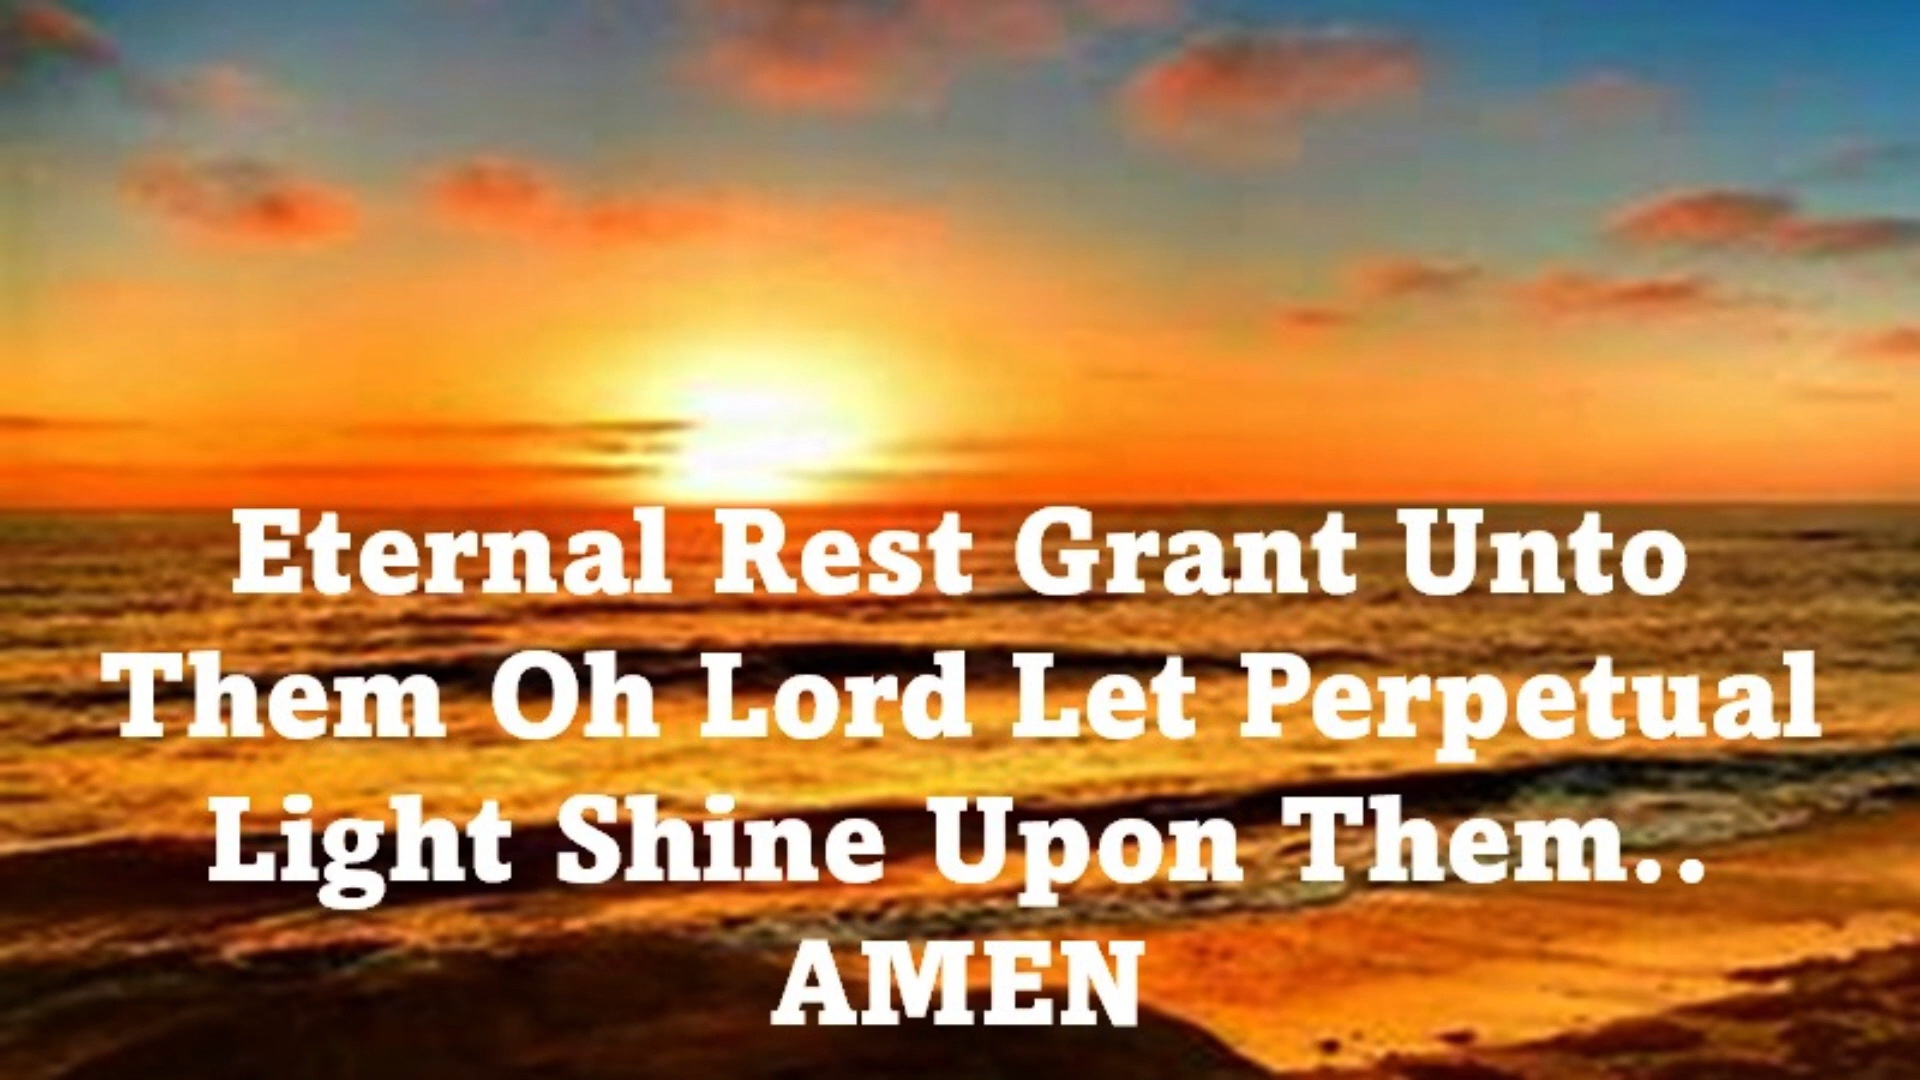 Eternal Rest Grant Unto
Them Oh Lord Let Perpetual
Light Shine Upon Them..
AMEN